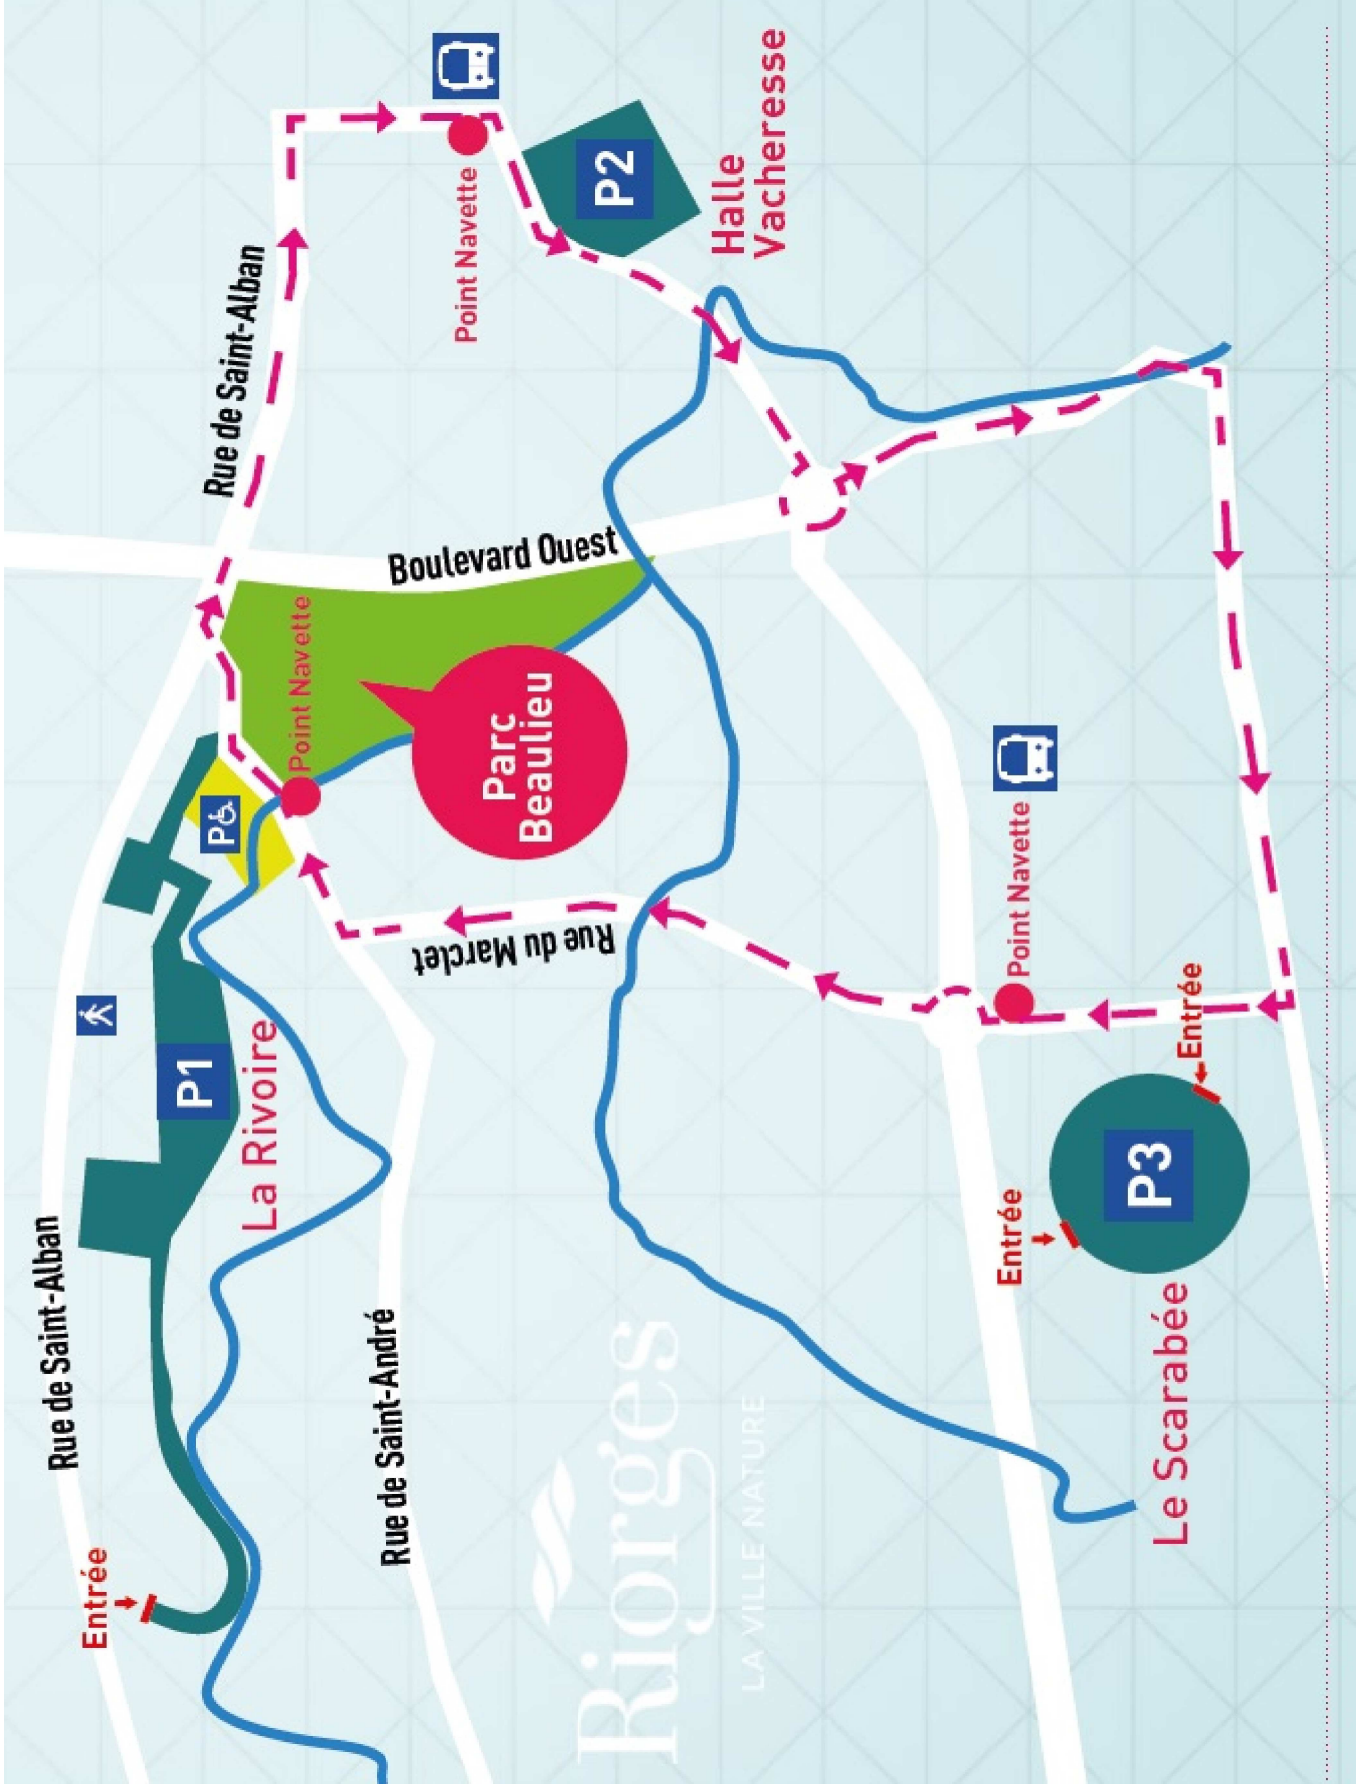 Entrée
Rue de Saint-Alban
P1
La Rivoire
Rue de Saint-André
P
Rue de Saint-Alban
Point Navette
Boulevard Ouest
Parc
Beaulieu
Rue du Marclet
Point Navette
P2
Halle
Vacheresse
Riorges
LA VILLE NATURE
Point Navette
Entrée
Entrée
P3
Le Scarabée